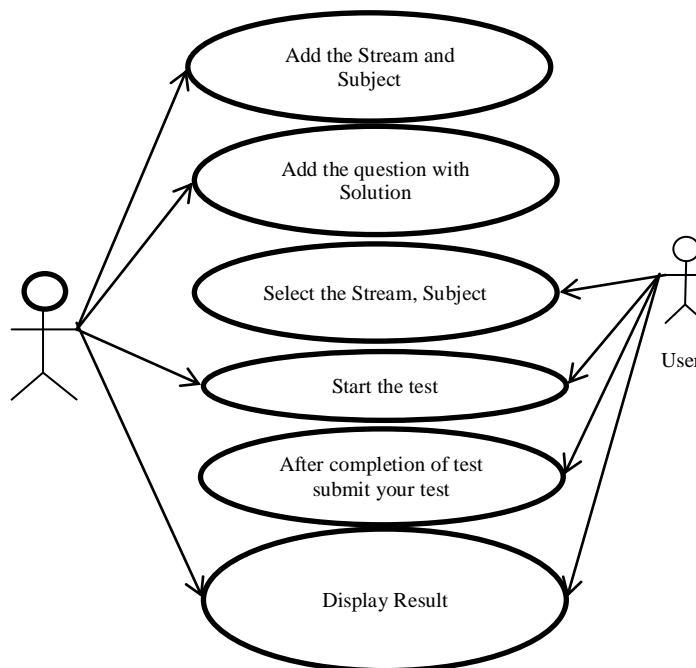 Add the Stream and
Subject
Add the question with
Solution
Select the Stream, Subject
User
Start the test
After completion of test
submit your test
Display Result